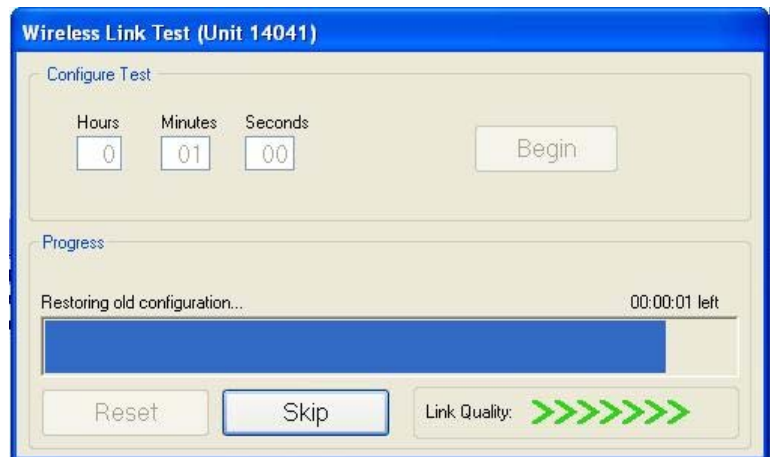 Wireless Link Test (Unit 14041)
Configure Test
Hours Minutes Seconds
0 01 00
Begin
Progress
Restoring old configuration... 00:00:01 left
Reset Skip Link Quality: >>>>>>>